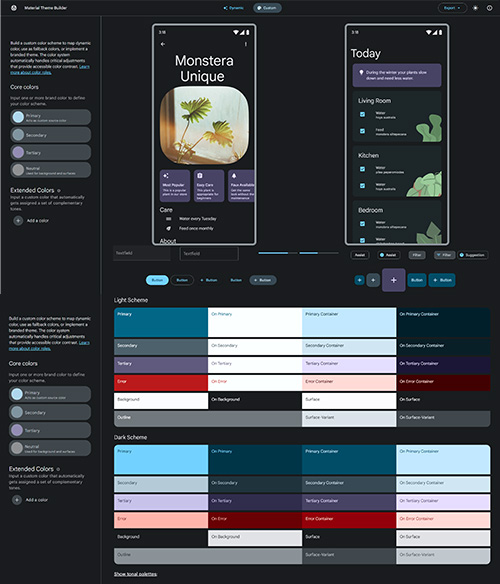 Material Theme Builder
Dynamic
Custom
Export
Build a custom color scheme to map dynamic
color, use as fallback colors, or implement a
branded theme. The color system
automatically handles critical adjustments
that provide accessible color contrast. Learn
more about color roles.
Core colors
Input one or more brand color to define
your color scheme.
Primary
Acts as custom source color
Secondary
Tertiary
Neutral
Used for background and surfaces
Extended Colors
Input a custom color that automatically
gets assigned a set of complementary
tones.
Add a color
3:18
Monstera
Unique
Most Popular
This is a popular
plant in our store
Easy Care
This plant is
appropriate for
beginners
Faux Available
Get the same
look without the
maintenance
Care
Water every Tuesday
Feed once monthly
About
3:18
Today
During the winter your plants slow
down and need less water.
Living Room
Water
hoya australis
Feed
monstera siltepecana
Kitchen
Water
pilea peperomioides
Water
hoya australis
Bedroom
Water
monstera siltepecana
Textfield
Textfield
Assist
Assist
Filter
Filter
Suggestion
Button
Button
Button
Button
Button
Button
Button
Build a custom color scheme to map dynamic
color, use as fallback colors, or implement a
branded theme. The color system
automatically handles critical adjustments
that provide accessible color contrast. Learn
more about color roles.
Core colors
Input one or more brand color to define
your color scheme.
Primary
Acts as custom source color
Secondary
Tertiary
Neutral
Used for background and surfaces
Extended Colors
Input a custom color that automatically
gets assigned a set of complementary
tones.
Add a color
Light Scheme
Primary
On Primary
Primary Container
On Primary Container
Secondary
On Secondary
Secondary Container
On Secondary Container
Tertiary
On Tertiary
Tertiary Container
On Tertiary Container
Error
On Error
Error Container
On Error Container
Background
On Background
Surface
On Surface
Outline
Surface-Variant
On Surface-Variant
Dark Scheme
Primary
On Primary
Primary Container
On Primary Container
Secondary
On Secondary
Secondary Container
On Secondary Container
Tertiary
On Tertiary
Tertiary Container
On Tertiary Container
Error
On Error
Error Container
On Error Container
Background
On Background
Surface
On Surface
Outline
Surface-Variant
On Surface-Variant
Show tonal palettes